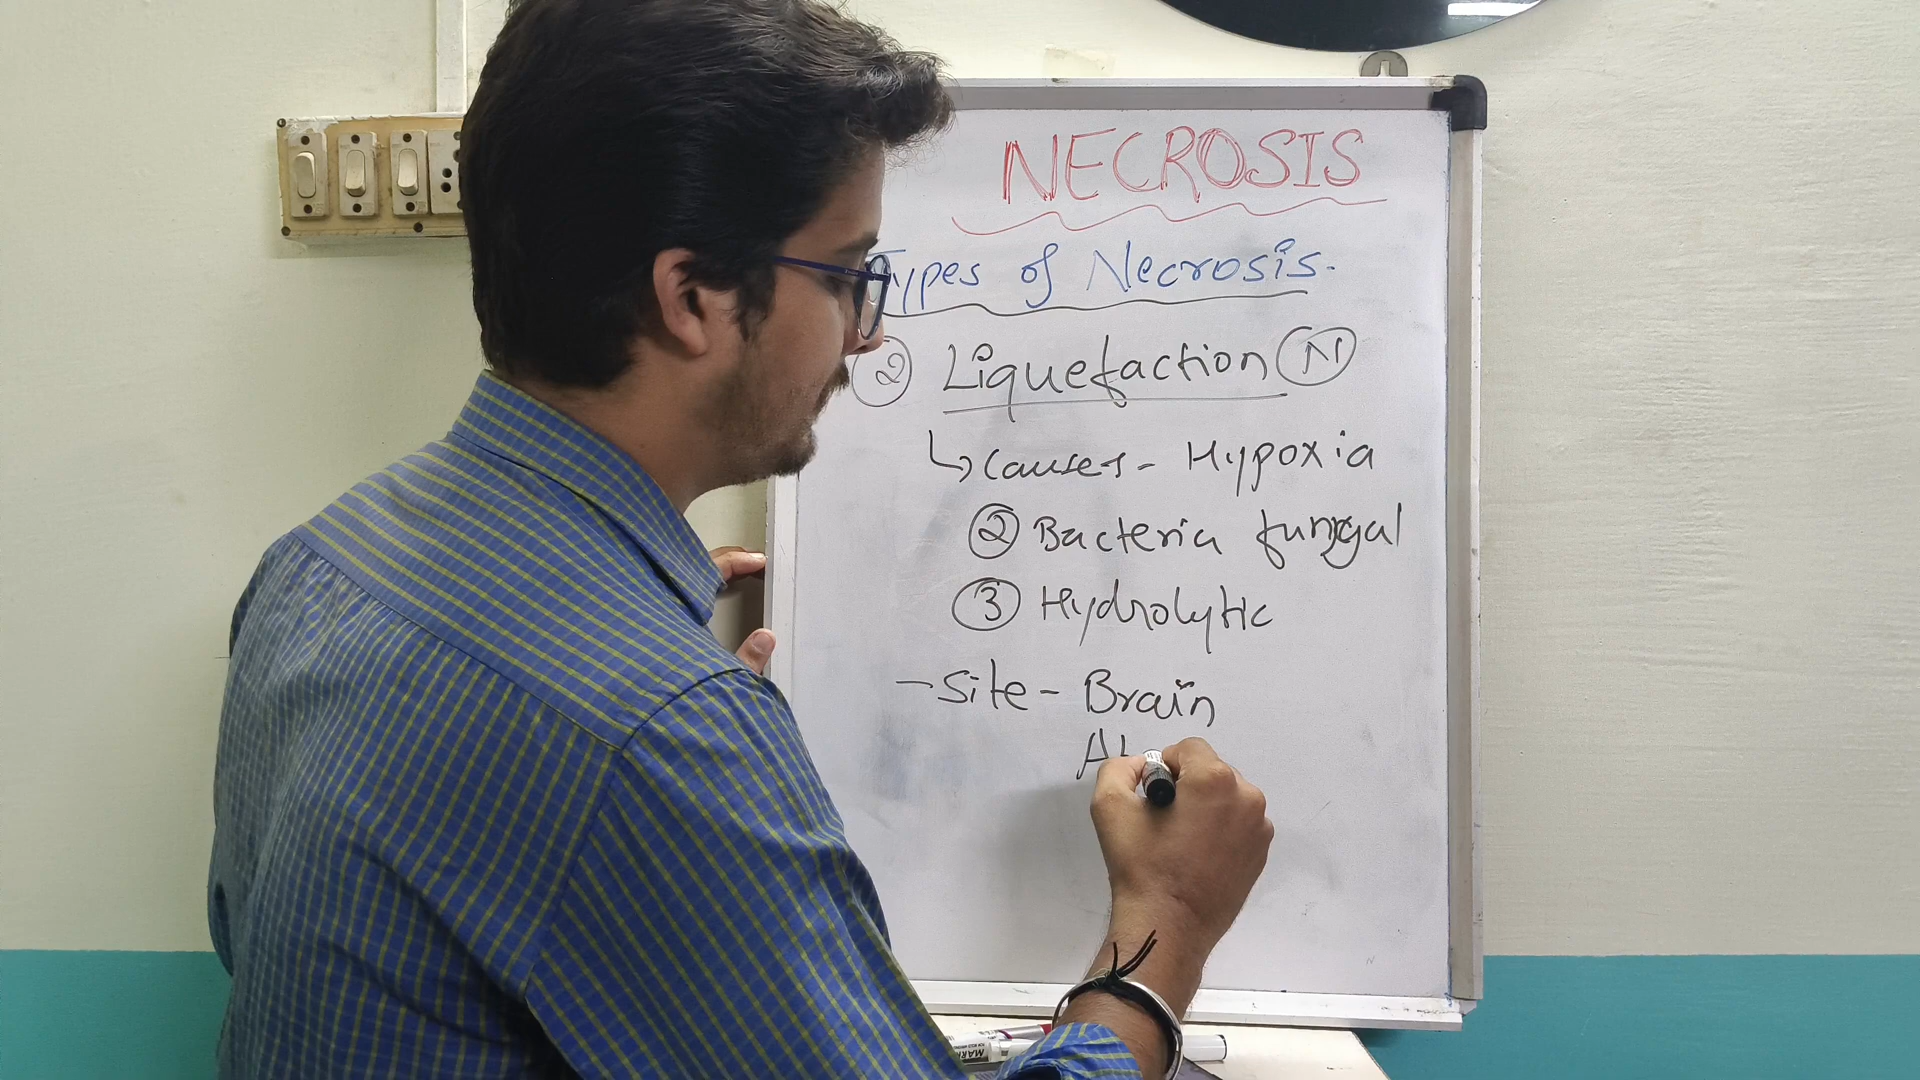 NECROSIS
Types of Necrosis.
② Liquefaction Ⓝ
↳ Causes - Hypoxia
② Bacteria fungal
③ Hydrolytic
- Site - Brain